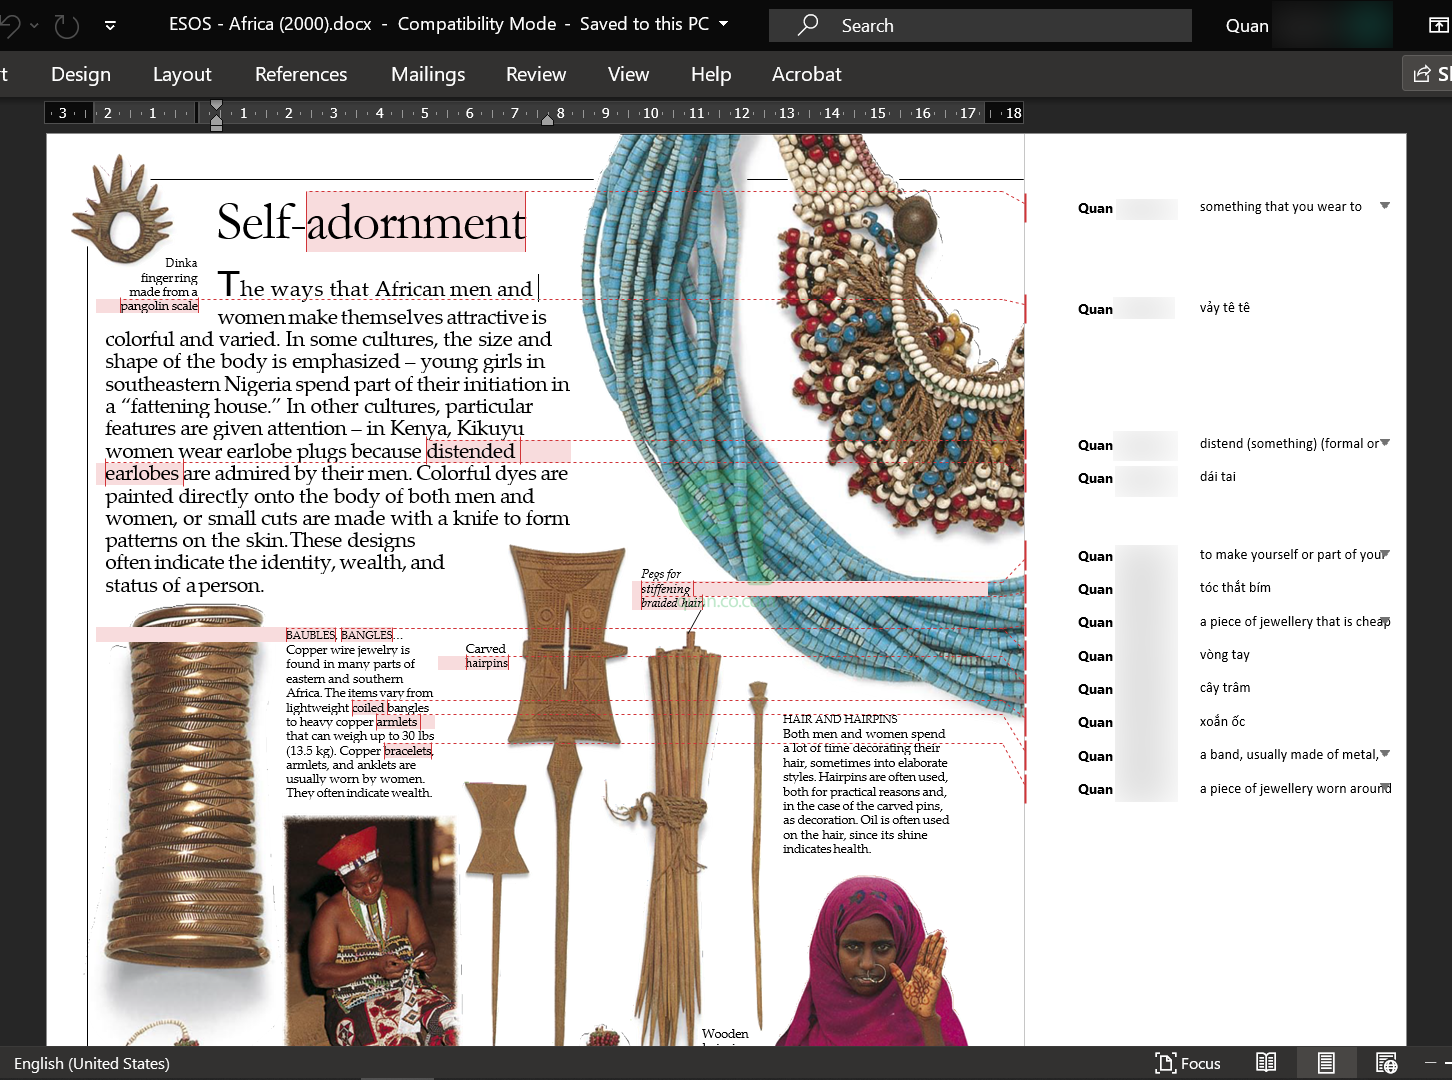 ESOS - Africa (2000).docx - Compatibility Mode - Saved to this PC
Search
Quan
Design Layout References Mailings Review View Help Acrobat
3 2 1 1 2 3 4 5 6 7 8 9 10 11 12 13 14 15 16 17 18
Self-adornment
Dinka
finger ring
made from a
pangolin scale
The ways that African men and
women make themselves attractive is
colorful and varied. In some cultures, the size and
shape of the body is emphasized – young girls in
southeastern Nigeria spend part of their initiation in
a “fattening house.” In other cultures, particular
features are given attention – in Kenya, Kikuyu
women wear earlobe plugs because distended
earlobes are admired by their men. Colorful dyes are
painted directly onto the body of both men and
women, or small cuts are made with a knife to form
patterns on the skin. These designs
often indicate the identity, wealth, and
status of a person.
Pegs for
stiffening
braided hair
BAUBLES, BANGLES...
Copper wire jewelry is
found in many parts of
eastern and southern
Africa. The items vary from
lightweight coiled bangles
to heavy copper armlets
that can weigh up to 30 lbs
(13.5 kg). Copper bracelets,
armlets, and anklets are
usually worn by women.
They often indicate wealth.
Carved
hairpins
HAIR AND HAIRPINS
Both men and women spend
a lot of time decorating their
hair, sometimes into elaborate
styles. Hairpins are often used,
both for practical reasons and,
in the case of the carved pins,
as decoration. Oil is often used
on the hair, since its shine
indicates health.
Wooden
Quan something that you wear to
Quan vảy tê tê
Quan distend (something) (formal or
Quan dái tai
Quan to make yourself or part of you
Quan tóc thắt bím
Quan a piece of jewellery that is cheap
Quan vòng tay
Quan cây trâm
Quan xoắn ốc
Quan a band, usually made of metal,
Quan a piece of jewellery worn around
English (United States)
Focus